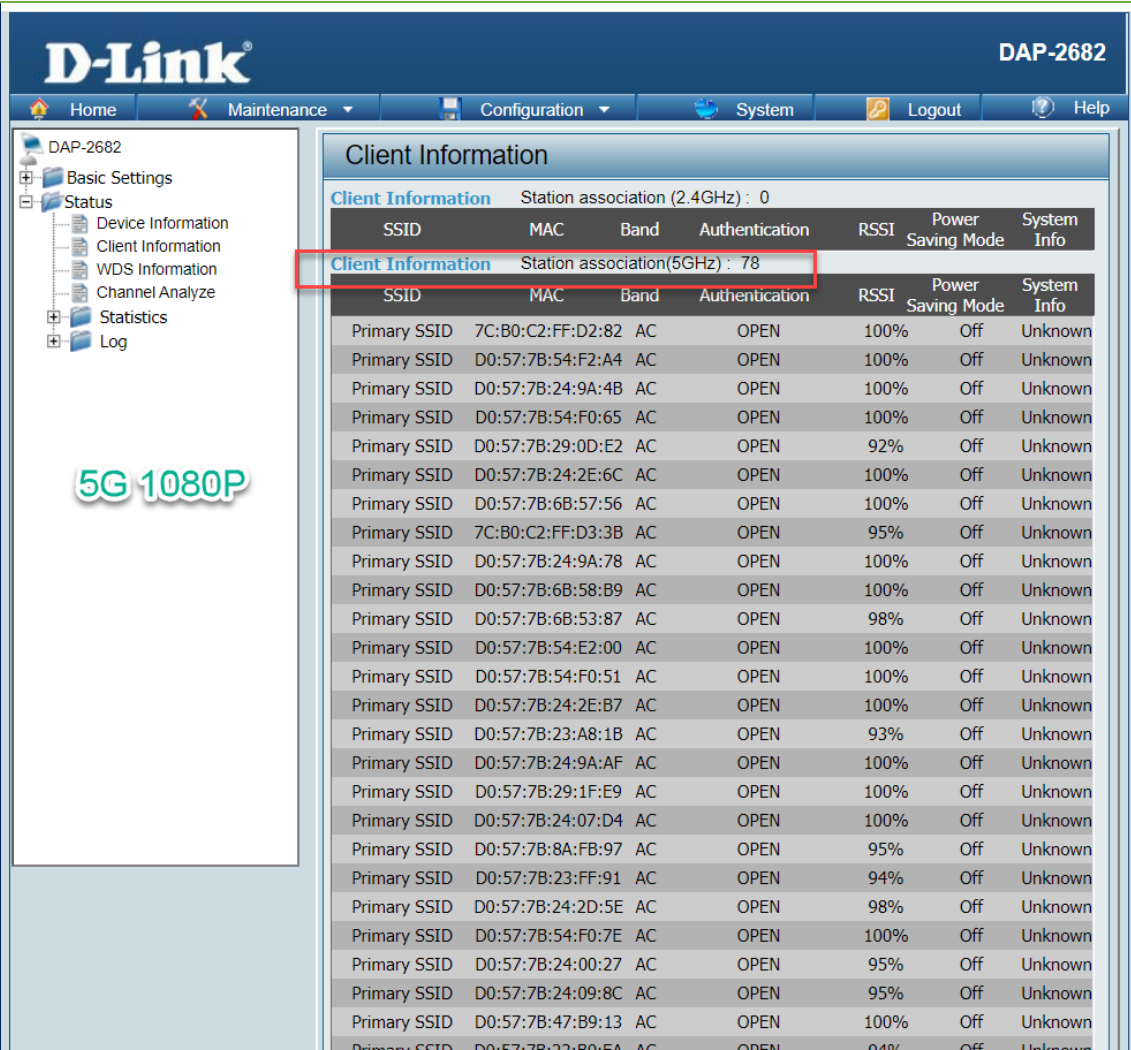 D-Link®
DAP-2682
Home Maintenance Configuration System Logout Help
DAP-2682
Basic Settings
Status
Device Information
Client Information
WDS Information
Channel Analyze
Statistics
Log
5G 1080P
Client Information
Client Information Station association (2.4GHz) : 0
SSID MAC Band Authentication RSSI Power Saving Mode System Info
Client Information Station association(5GHz) : 78
SSID MAC Band Authentication RSSI Power Saving Mode System Info
Primary SSID 7C:B0:C2:FF:D2:82 AC OPEN 100% Off Unknown
Primary SSID D0:57:7B:54:F2:A4 AC OPEN 100% Off Unknown
Primary SSID D0:57:7B:24:9A:4B AC OPEN 100% Off Unknown
Primary SSID D0:57:7B:54:F0:65 AC OPEN 100% Off Unknown
Primary SSID D0:57:7B:29:0D:E2 AC OPEN 92% Off Unknown
Primary SSID D0:57:7B:24:2E:6C AC OPEN 100% Off Unknown
Primary SSID D0:57:7B:6B:57:56 AC OPEN 100% Off Unknown
Primary SSID 7C:B0:C2:FF:D3:3B AC OPEN 95% Off Unknown
Primary SSID D0:57:7B:24:9A:78 AC OPEN 100% Off Unknown
Primary SSID D0:57:7B:6B:58:B9 AC OPEN 100% Off Unknown
Primary SSID D0:57:7B:6B:53:87 AC OPEN 98% Off Unknown
Primary SSID D0:57:7B:54:E2:00 AC OPEN 100% Off Unknown
Primary SSID D0:57:7B:54:F0:51 AC OPEN 100% Off Unknown
Primary SSID D0:57:7B:24:2E:B7 AC OPEN 100% Off Unknown
Primary SSID D0:57:7B:23:A8:1B AC OPEN 93% Off Unknown
Primary SSID D0:57:7B:24:9A:AF AC OPEN 100% Off Unknown
Primary SSID D0:57:7B:29:1F:E9 AC OPEN 100% Off Unknown
Primary SSID D0:57:7B:24:07:D4 AC OPEN 100% Off Unknown
Primary SSID D0:57:7B:8A:FB:97 AC OPEN 95% Off Unknown
Primary SSID D0:57:7B:23:FF:91 AC OPEN 94% Off Unknown
Primary SSID D0:57:7B:24:2D:5E AC OPEN 98% Off Unknown
Primary SSID D0:57:7B:54:F0:7E AC OPEN 100% Off Unknown
Primary SSID D0:57:7B:24:00:27 AC OPEN 95% Off Unknown
Primary SSID D0:57:7B:24:09:8C AC OPEN 95% Off Unknown
Primary SSID D0:57:7B:47:B9:13 AC OPEN 100% Off Unknown
Primary SSID AC OPEN 94% Off Unknown